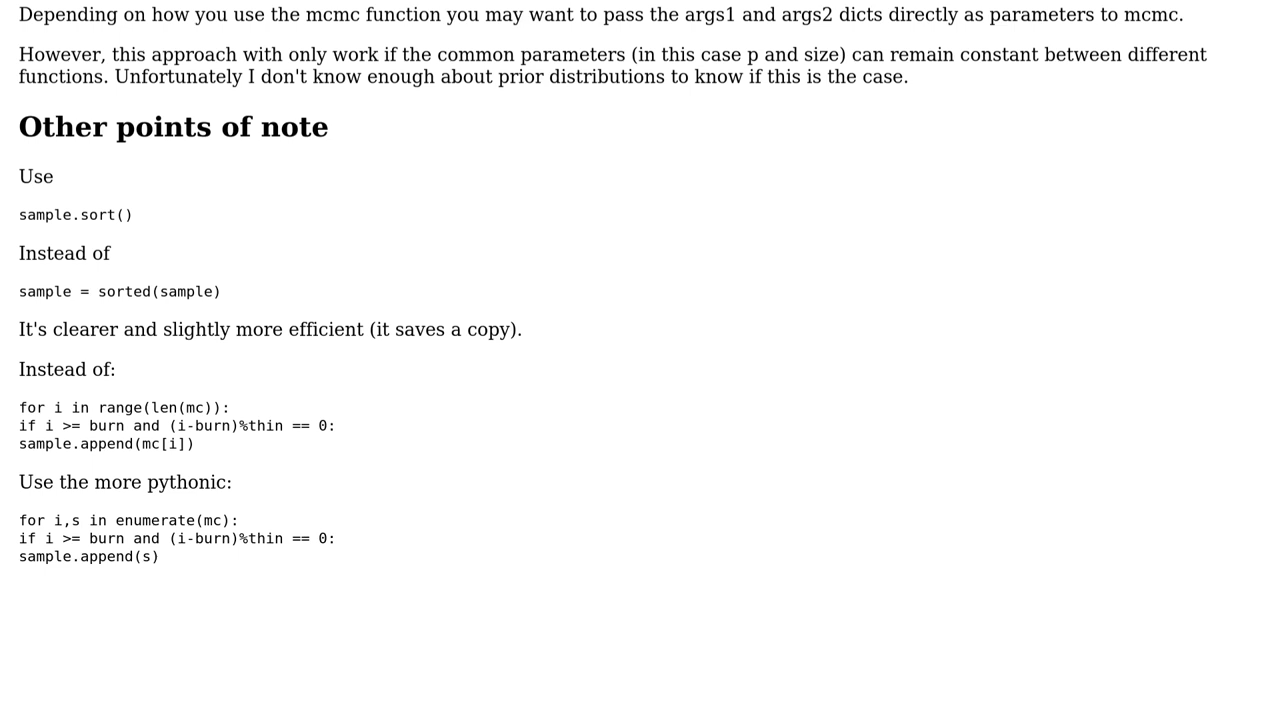 Depending on how you use the mcmc function you may want to pass the args1 and args2 dicts directly as parameters to mcmc.
However, this approach with only work if the common parameters (in this case p and size) can remain constant between different
functions. Unfortunately I don't know enough about prior distributions to know if this is the case.
Other points of note
Use
sample.sort()
Instead of
sample = sorted(sample)
It's clearer and slightly more efficient (it saves a copy).
Instead of:
for i in range(len(mc)):
if i >= burn and (i-burn)%thin == 0:
sample.append(mc[i])
Use the more pythonic:
for i,s in enumerate(mc):
if i >= burn and (i-burn)%thin == 0:
sample.append(s)